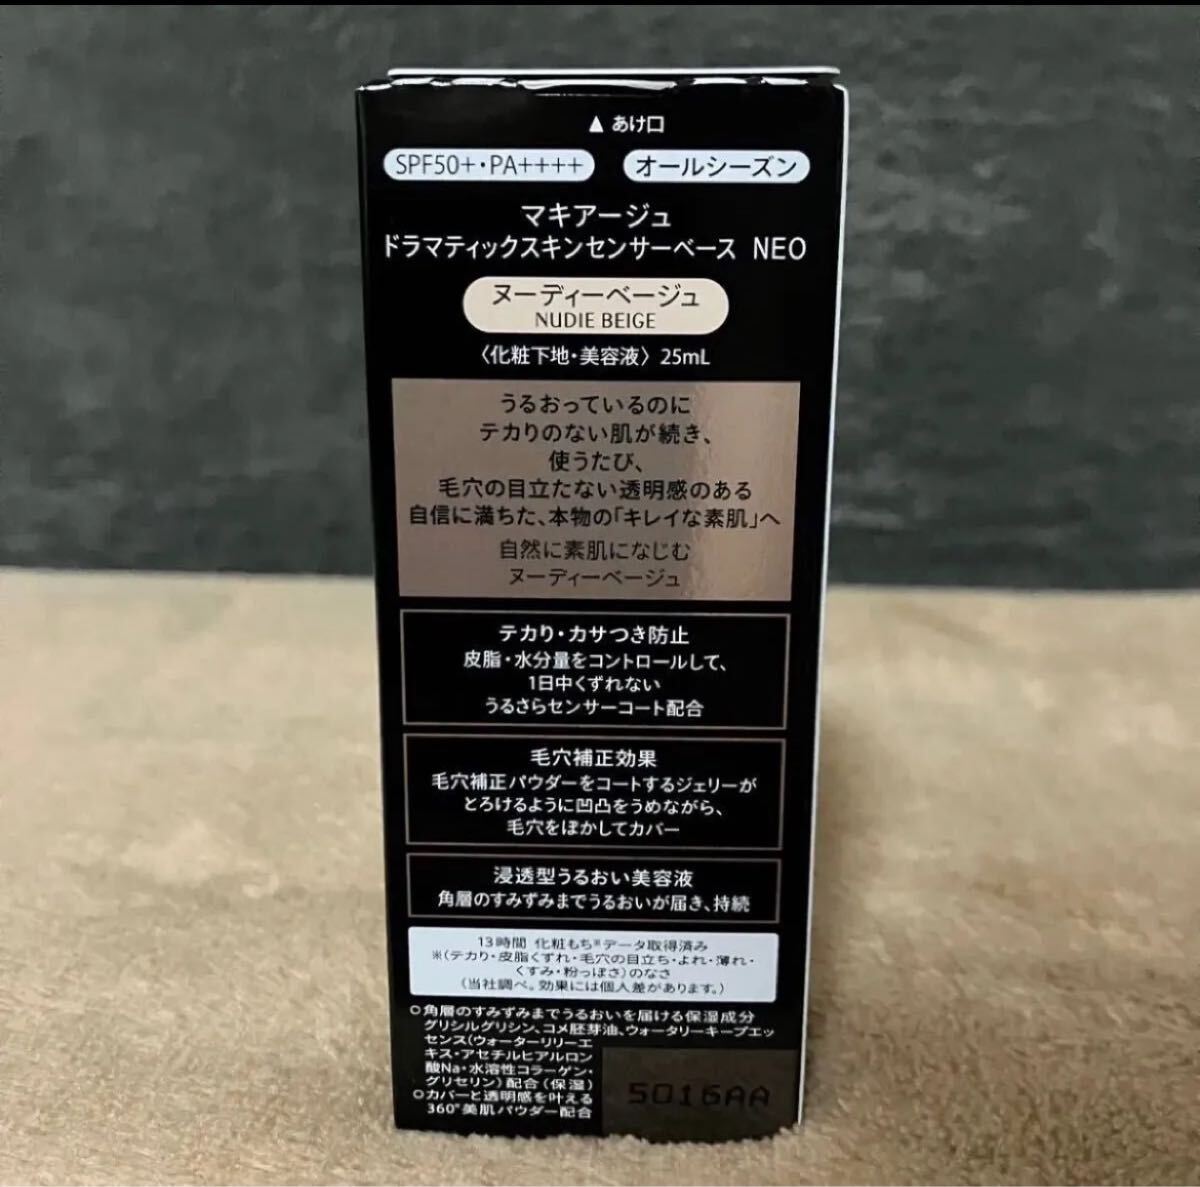 ▲ あけ口
SPF50+・PA++++ オールシーズン
マキアージュ
ドラマティックスキンセンサーベース NEO
ヌーディーベージュ
NUDIE BEIGE
〈化粧下地・美容液〉 25mL
うるおっているのに
テカりのない肌が続き、
使うたび、
毛穴の目立たない透明感のある
自信に満ちた、本物の「キレイな素肌」へ
自然に素肌になじむ
ヌーディーベージュ
テカり・カサつき防止
皮脂・水分量をコントロールして、
1日中くずれない
うるさらセンサーコート配合
毛穴補正効果
毛穴補正パウダーをコートするジェリーが
とろけるように凹凸をうめながら、
毛穴をぼかしてカバー
浸透型うるおい美容液
角層のすみずみまでうるおいが届き、持続
13時間 化粧もち※データ取得済み
※(テカり・皮脂くずれ・毛穴の目立ち・よれ・薄れ・
くすみ・粉っぽさ)のなさ
(当社調べ。効果には個人差があります。)
○角層のすみずみまでうるおいを届ける保湿成分
グリシルグリシン、コメ胚芽油、ウォータリーキープエッ
センス(ウォーターリリーエ
キス・アセチルヒアルロン
酸Na・水溶性コラーゲン・
グリセリン)配合(保湿)
○カバーと透明感を叶える
360°美肌パウダー配合
5016AA